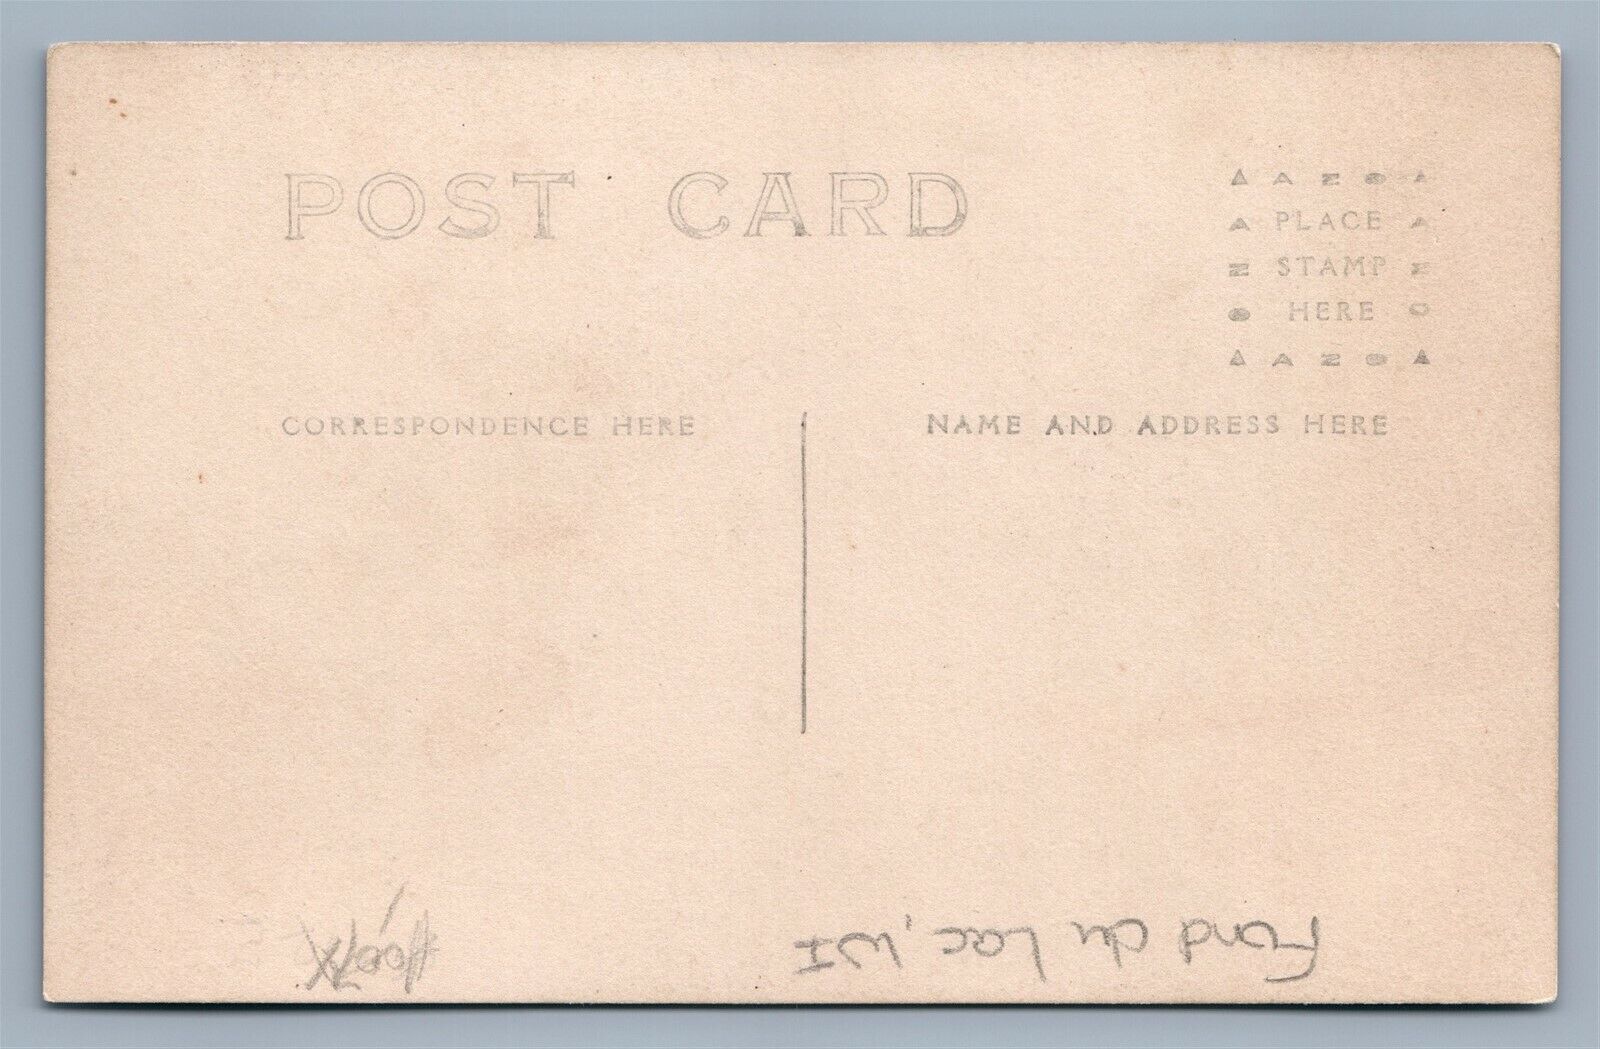 POST CARD
▲ A Z O ▲
A PLACE A
Z STAMP Z
O HERE O
▲ A Z O ▲
CORRESPONDENCE HERE
NAME AND ADDRESS HERE
Fond du Lac, WI